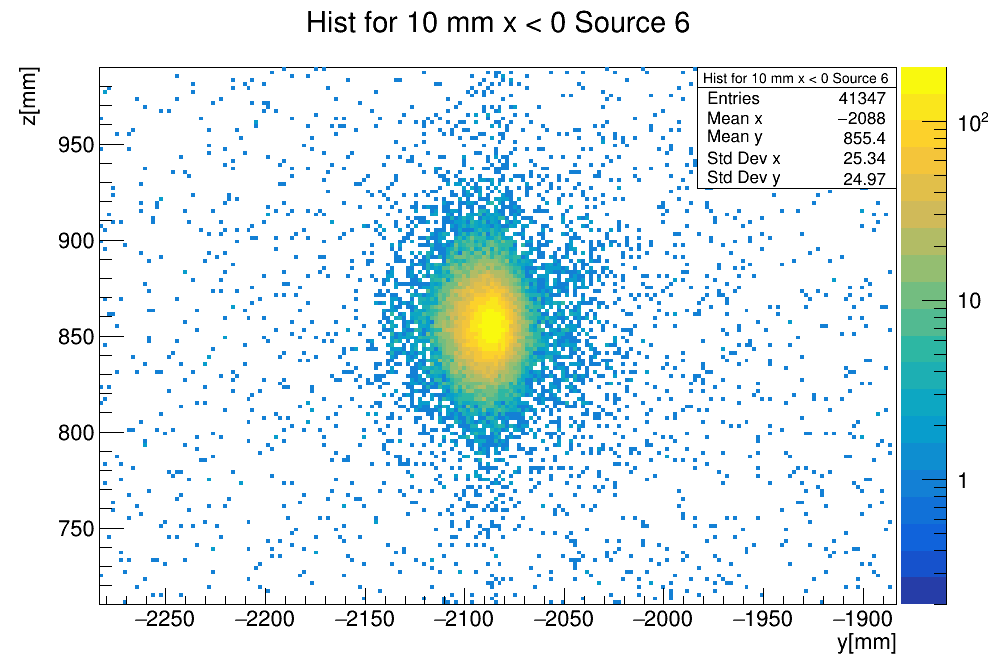 Hist for 10 mm x < 0 Source 6
z[mm]
Hist for 10 mm x < 0 Source 6
Entries 41347
Mean x −2088
Mean y 855.4
Std Dev x 25.34
Std Dev y 24.97
950
900
850
800
750
10²
10
1
−2250 −2200 −2150 −2100 −2050 −2000 −1950 −1900
y[mm]